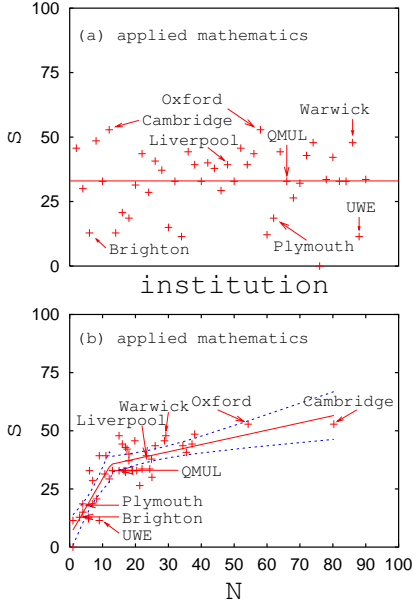 100
(a) applied mathematics
Oxford
Cambridge
Warwick
QMUL
Liverpool
75
s
50
25
UWE
Brighton
Plymouth
0
institution
100
(b) applied mathematics
75
Oxford
Cambridge
Warwick
Liverpool
s
50
QMUL
25
Plymouth
Brighton
UWE
0
0 10 20 30 40 50 60 70 80 90 100
N